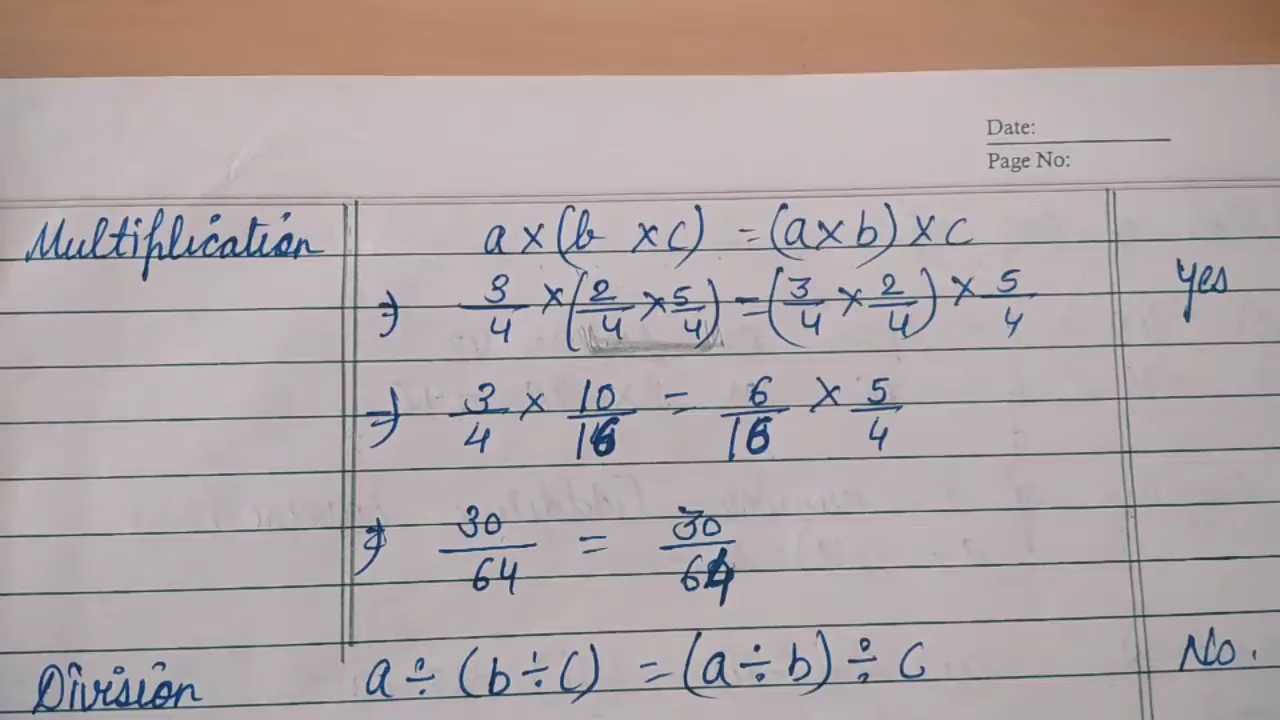 Date:
Page No:
Multiplication a × (b × c) = (a × b) × c
⇒ 3/4 × (2/4 × 5/4) = (3/4 × 2/4) × 5/4 yes
⇒ 3/4 × 10/16 = 6/16 × 5/4
⇒ 30/64 = 30/64
Division a ÷ (b ÷ c) = (a ÷ b) ÷ c No.